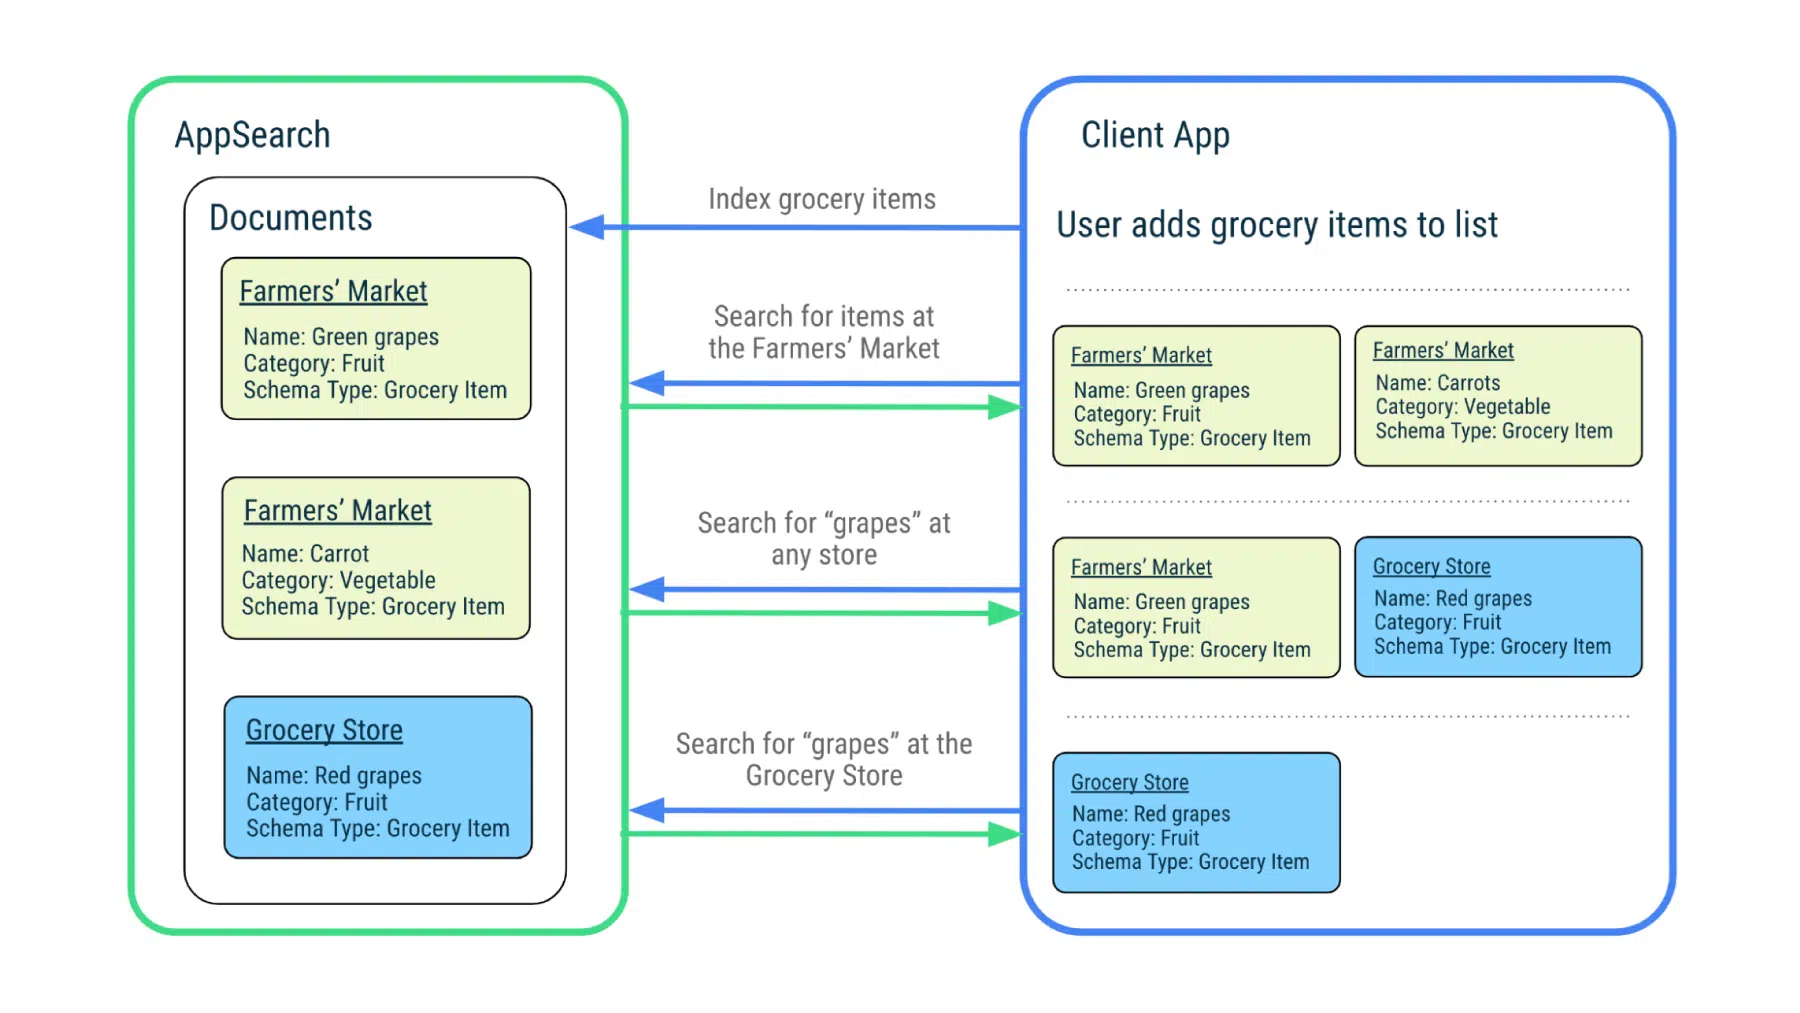 AppSearch
Documents
Farmers’ Market
Name: Green grapes
Category: Fruit
Schema Type: Grocery Item
Farmers’ Market
Name: Carrot
Category: Vegetable
Schema Type: Grocery Item
Grocery Store
Name: Red grapes
Category: Fruit
Schema Type: Grocery Item
Index grocery items
Search for items at
the Farmers’ Market
Search for “grapes” at
any store
Search for “grapes” at the
Grocery Store
Client App
User adds grocery items to list
Farmers’ Market
Name: Green grapes
Category: Fruit
Schema Type: Grocery Item
Farmers’ Market
Name: Carrots
Category: Vegetable
Schema Type: Grocery Item
Farmers’ Market
Name: Green grapes
Category: Fruit
Schema Type: Grocery Item
Grocery Store
Name: Red grapes
Category: Fruit
Schema Type: Grocery Item
Grocery Store
Name: Red grapes
Category: Fruit
Schema Type: Grocery Item